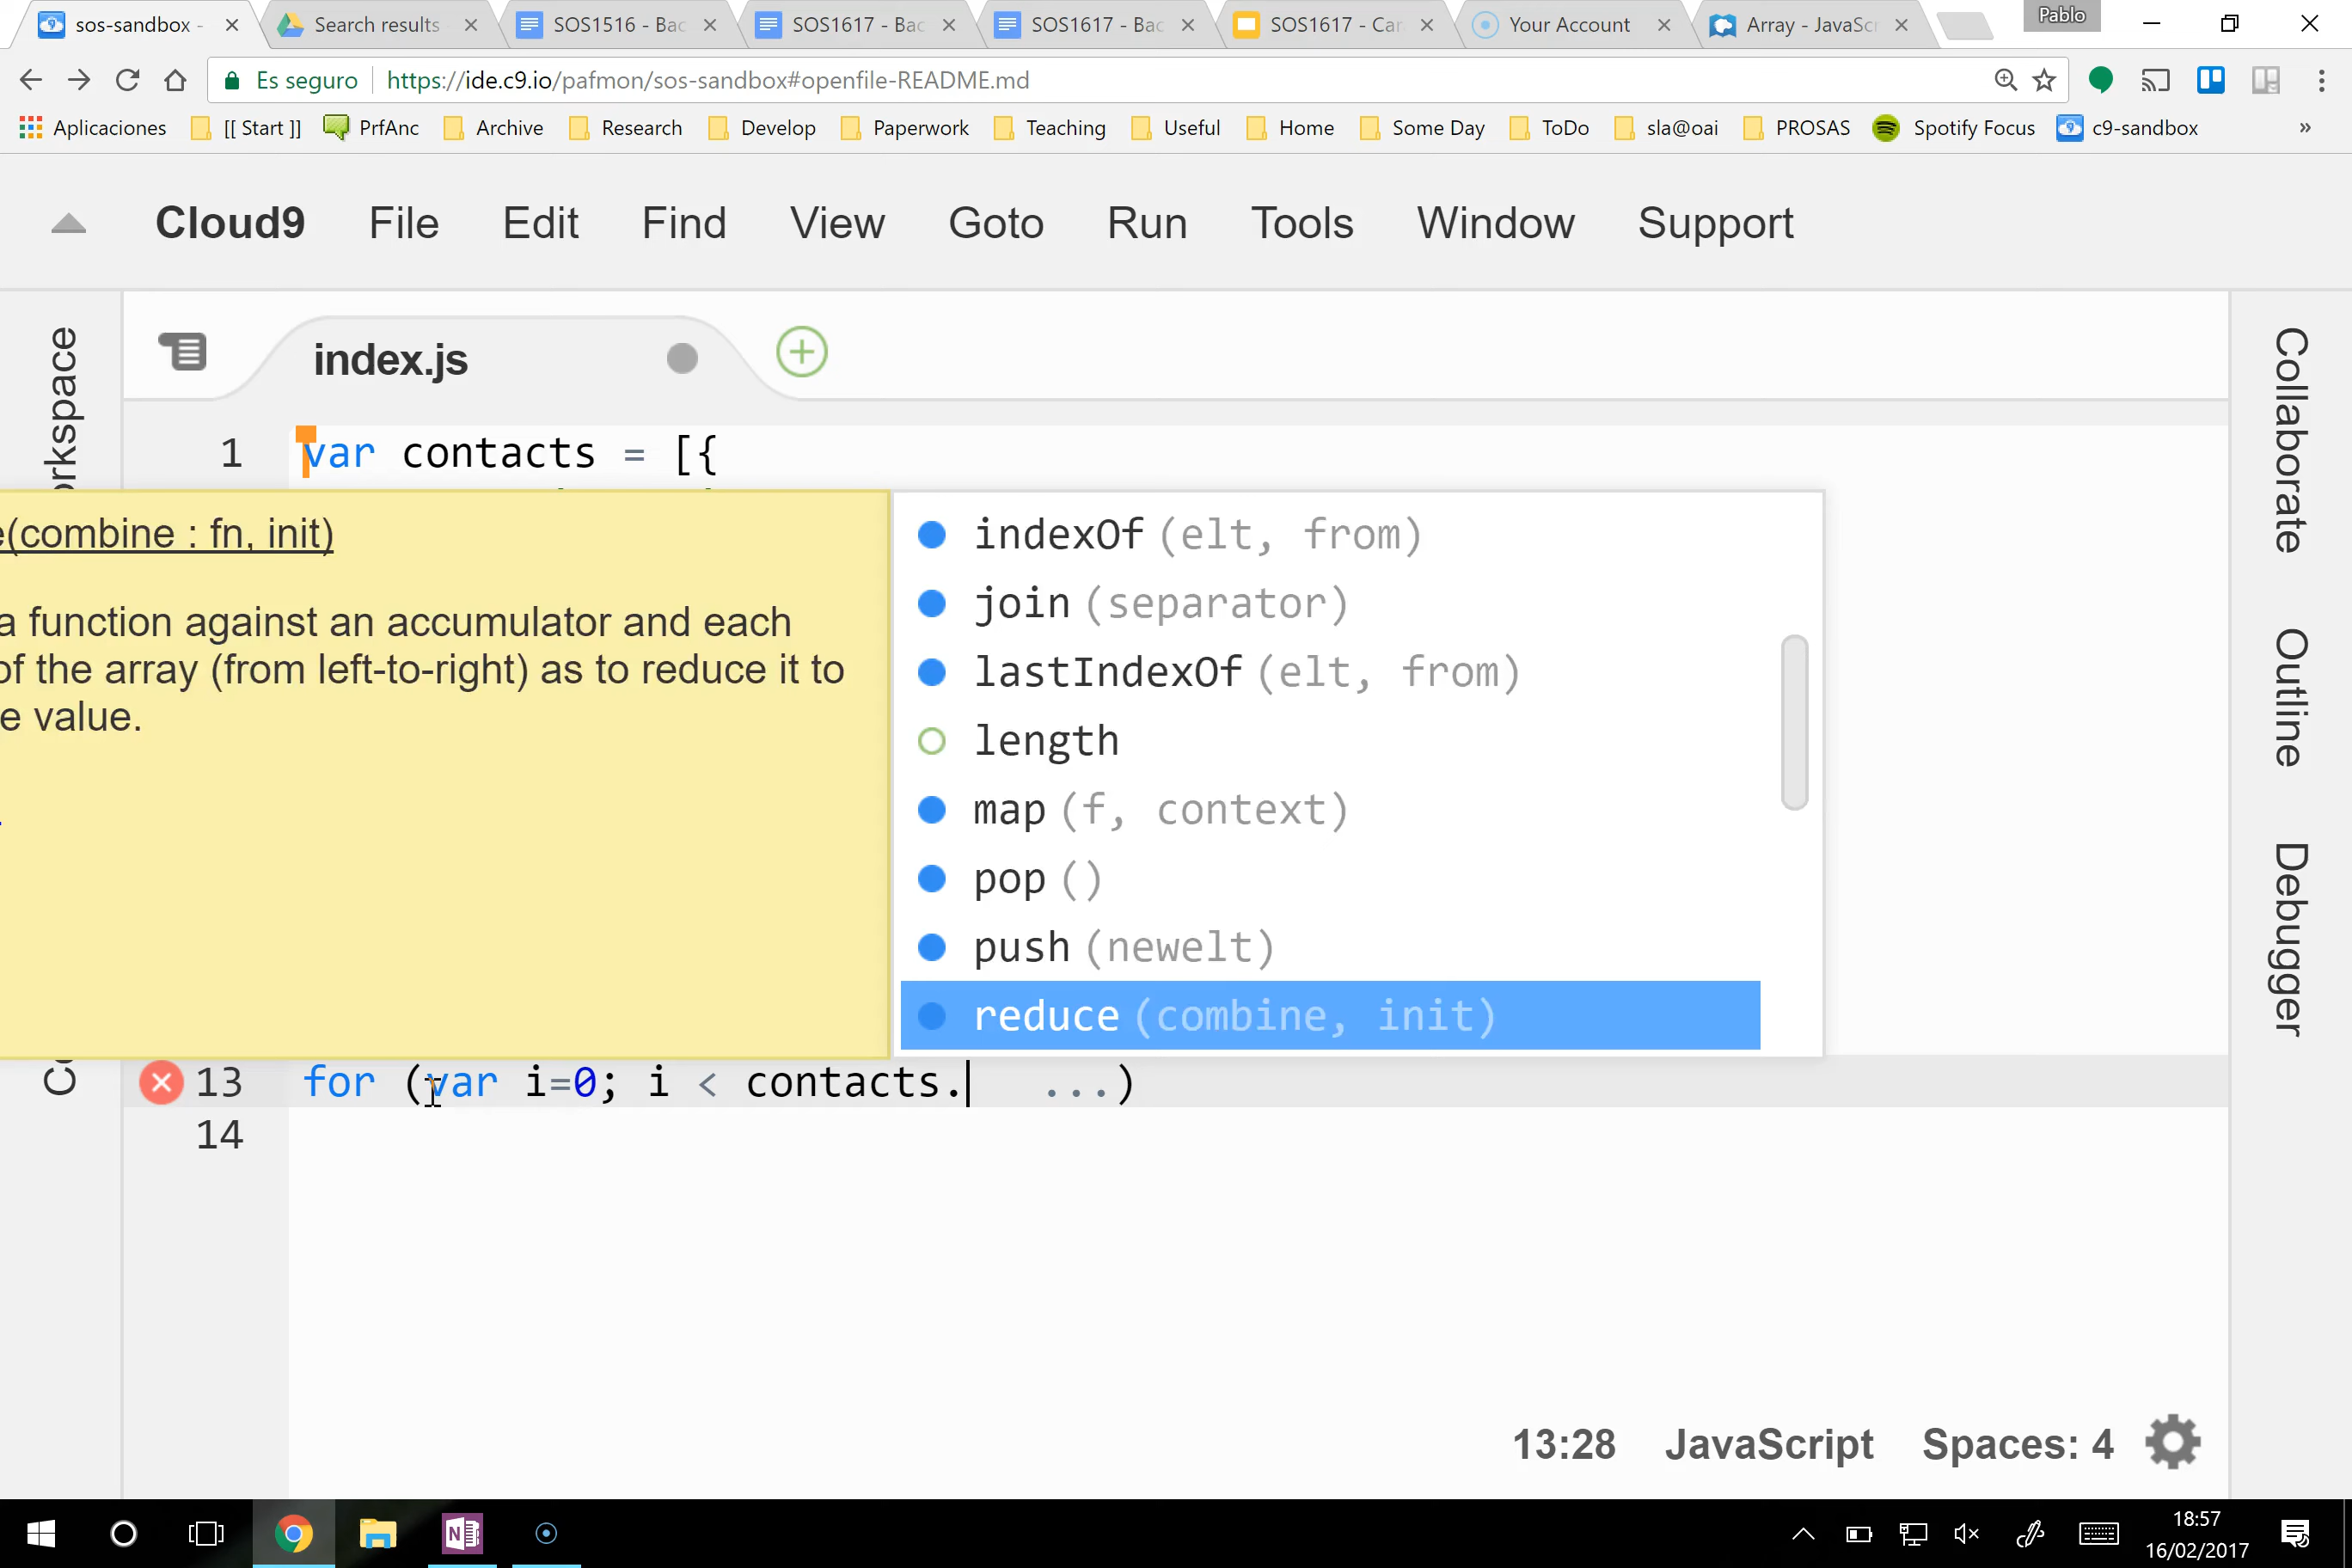 sos-sandbox -
Search results
SOS1516 - Bac
SOS1617 - Bac
SOS1617 - Bac
SOS1617 - Car
Your Account
Array - JavaScr
Pablo
Es seguro
https://ide.c9.io/pafmon/sos-sandbox#openfile-README.md
Aplicaciones
[[ Start ]]
PrfAnc
Archive
Research
Develop
Paperwork
Teaching
Useful
Home
Some Day
ToDo
sla@oai
PROSAS
Spotify Focus
c9-sandbox
»
Cloud9 File Edit Find View Goto Run Tools Window Support
index.js
orkspace
Collaborate
Outline
Debugger
1 var contacts = [{
e(combine : fn, init)
a function against an accumulator and each
of the array (from left-to-right) as to reduce it to
e value.
indexOf(elt, from)
join(separator)
lastIndexOf(elt, from)
length
map(f, context)
pop()
push(newelt)
reduce(combine, init)
13 for (var i=0; i < contacts. ...)
14
13:28 JavaScript Spaces: 4
18:57
16/02/2017